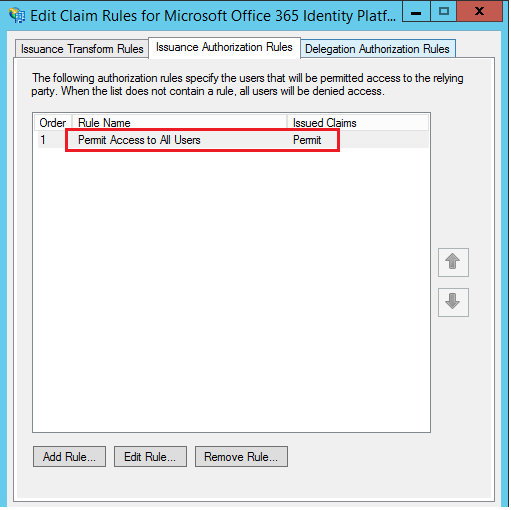 Edit Claim Rules for Microsoft Office 365 Identity Platf...
Issuance Transform Rules Issuance Authorization Rules Delegation Authorization Rules
The following authorization rules specify the users that will be permitted access to the relying
party. When the list does not contain a rule, all users will be denied access.
Order Rule Name Issued Claims
1 Permit Access to All Users Permit
Add Rule... Edit Rule... Remove Rule...